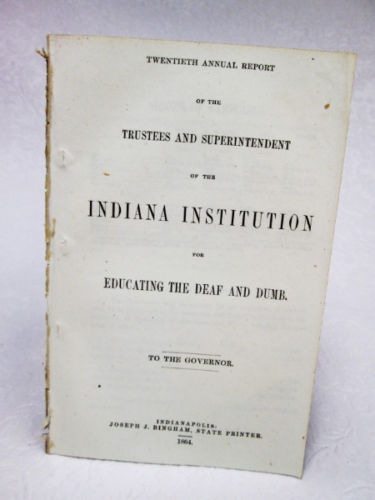 TWENTIETH ANNUAL REPORT
OF THE
TRUSTEES AND SUPERINTENDENT
OF THE
INDIANA INSTITUTION
FOR
EDUCATING THE DEAF AND DUMB.
TO THE GOVERNOR.
INDIANAPOLIS:
JOSEPH J. BINGHAM, STATE PRINTER.
1864.